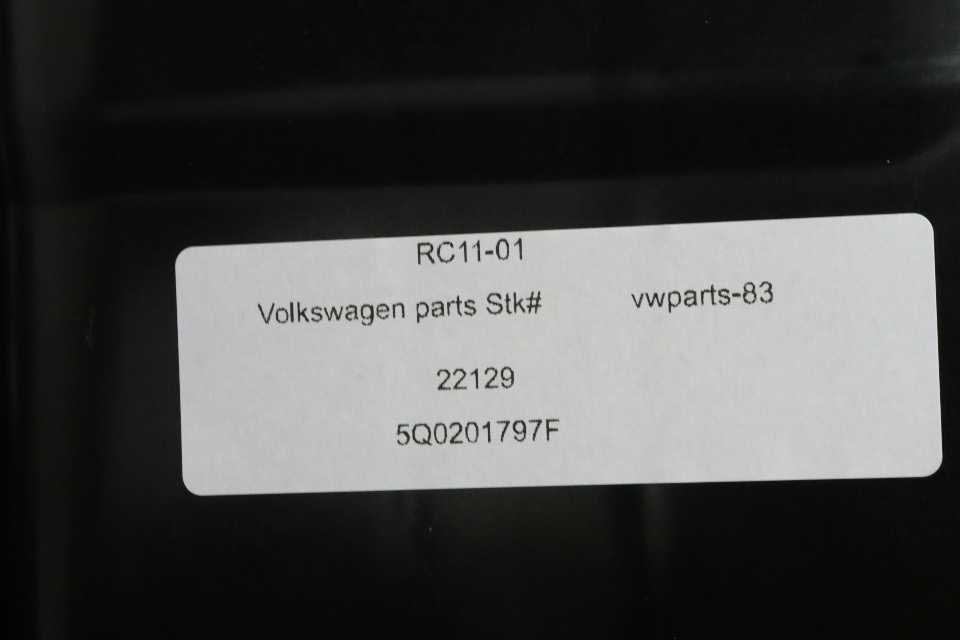 RC11-01
Volkswagen parts Stk# vwparts-83
22129
5Q0201797F